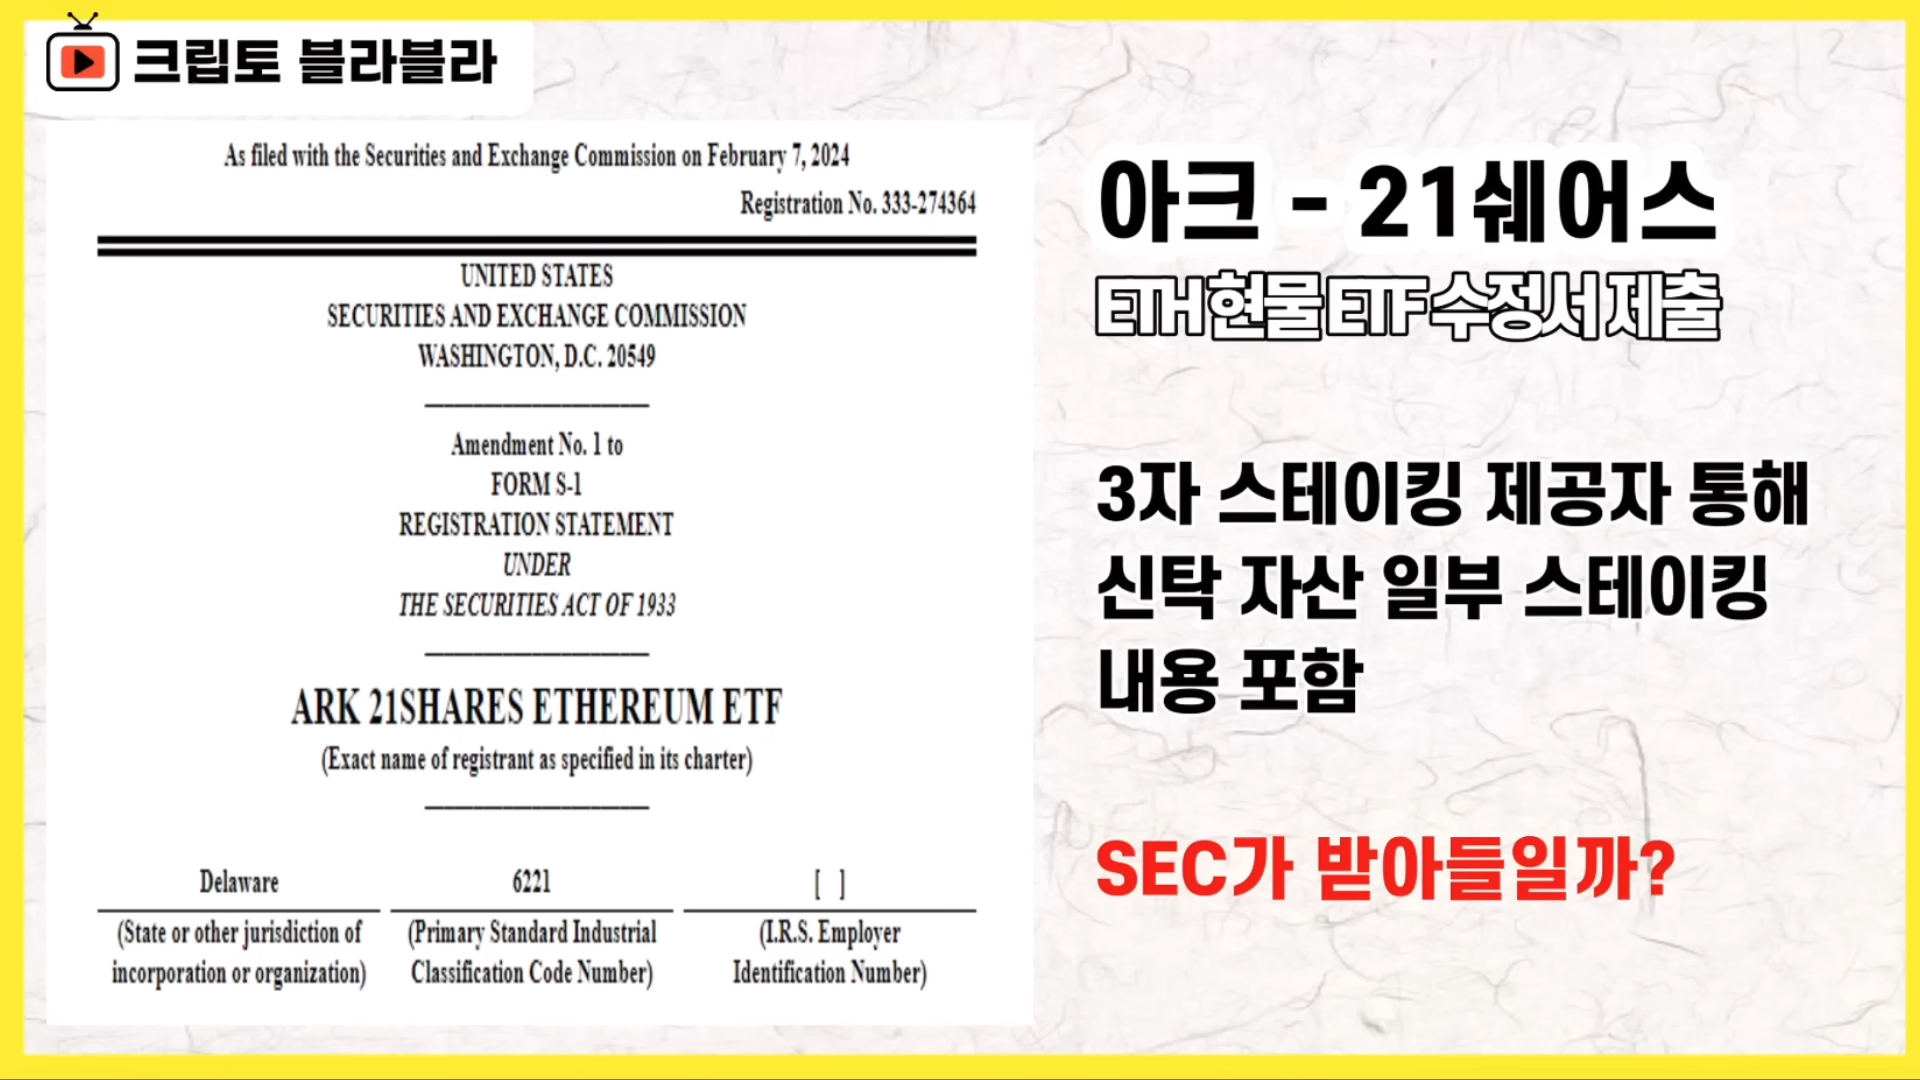 크립토 블라블라
As filed with the Securities and Exchange Commission on February 7, 2024
Registration No. 333-274364
UNITED STATES
SECURITIES AND EXCHANGE COMMISSION
WASHINGTON, D.C. 20549
Amendment No. 1 to
FORM S-1
REGISTRATION STATEMENT
UNDER
THE SECURITIES ACT OF 1933
ARK 21SHARES ETHEREUM ETF
(Exact name of registrant as specified in its charter)
Delaware 6221 [ ]
(State or other jurisdiction of (Primary Standard Industrial (I.R.S. Employer
incorporation or organization) Classification Code Number) Identification Number)
아크 - 21쉐어스
ETH 현물 ETF 수정서 제출
3자 스테이킹 제공자 통해
신탁 자산 일부 스테이킹
내용 포함
SEC가 받아들일까?